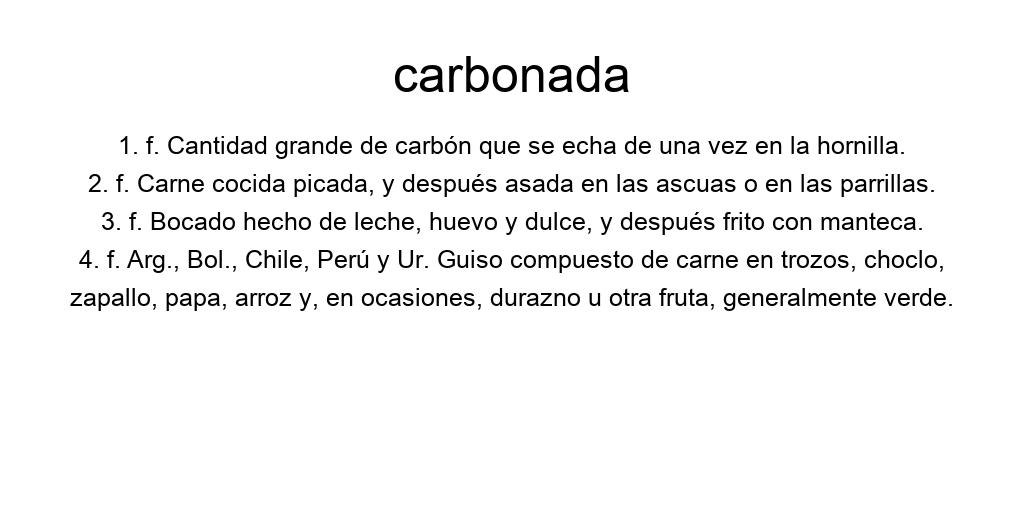 carbonada
1. f. Cantidad grande de carbón que se echa de una vez en la hornilla.
2. f. Carne cocida picada, y después asada en las ascuas o en las parrillas.
3. f. Bocado hecho de leche, huevo y dulce, y después frito con manteca.
4. f. Arg., Bol., Chile, Perú y Ur. Guiso compuesto de carne en trozos, choclo,
zapallo, papa, arroz y, en ocasiones, durazno u otra fruta, generalmente verde.